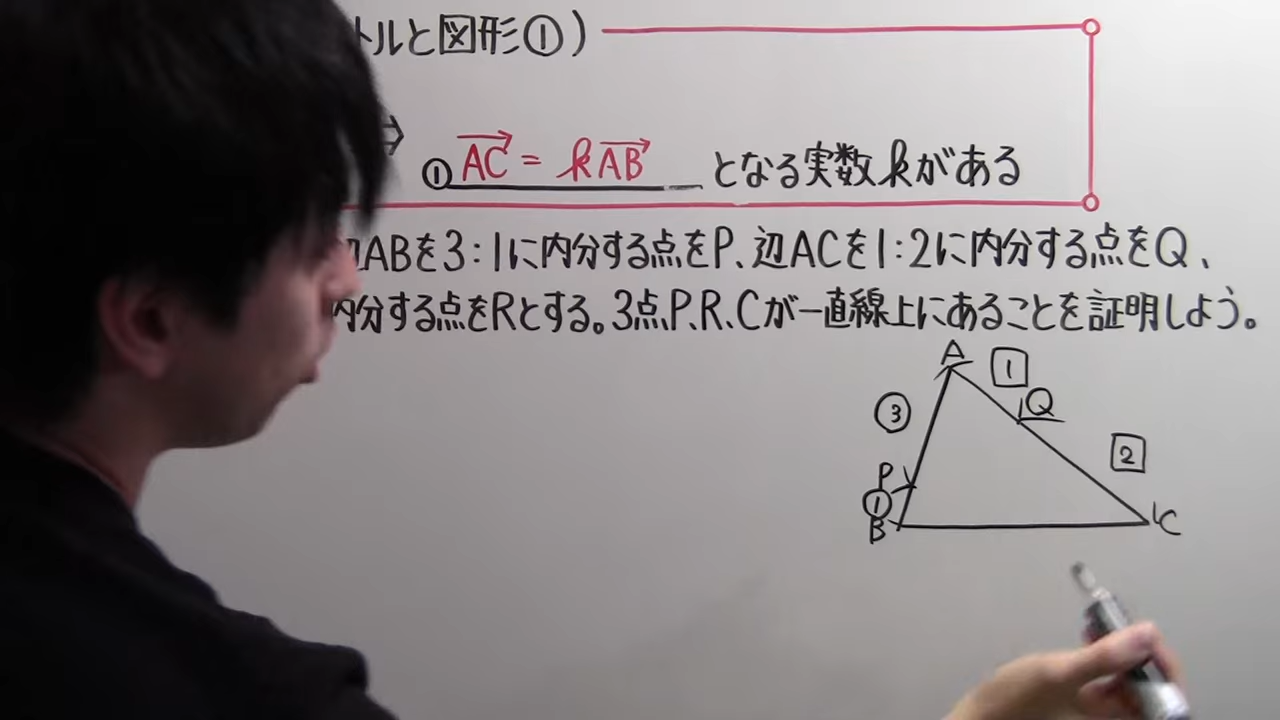 トルと図形①)
① AC = kAB となる実数kがある
辺ABを3:1に内分する点をP、辺ACを1:2に内分する点をQ、
内分する点をRとする。3点P.R.Cが一直線上にあることを証明しよう。
A
1
Q
3
2
P
1
B
C